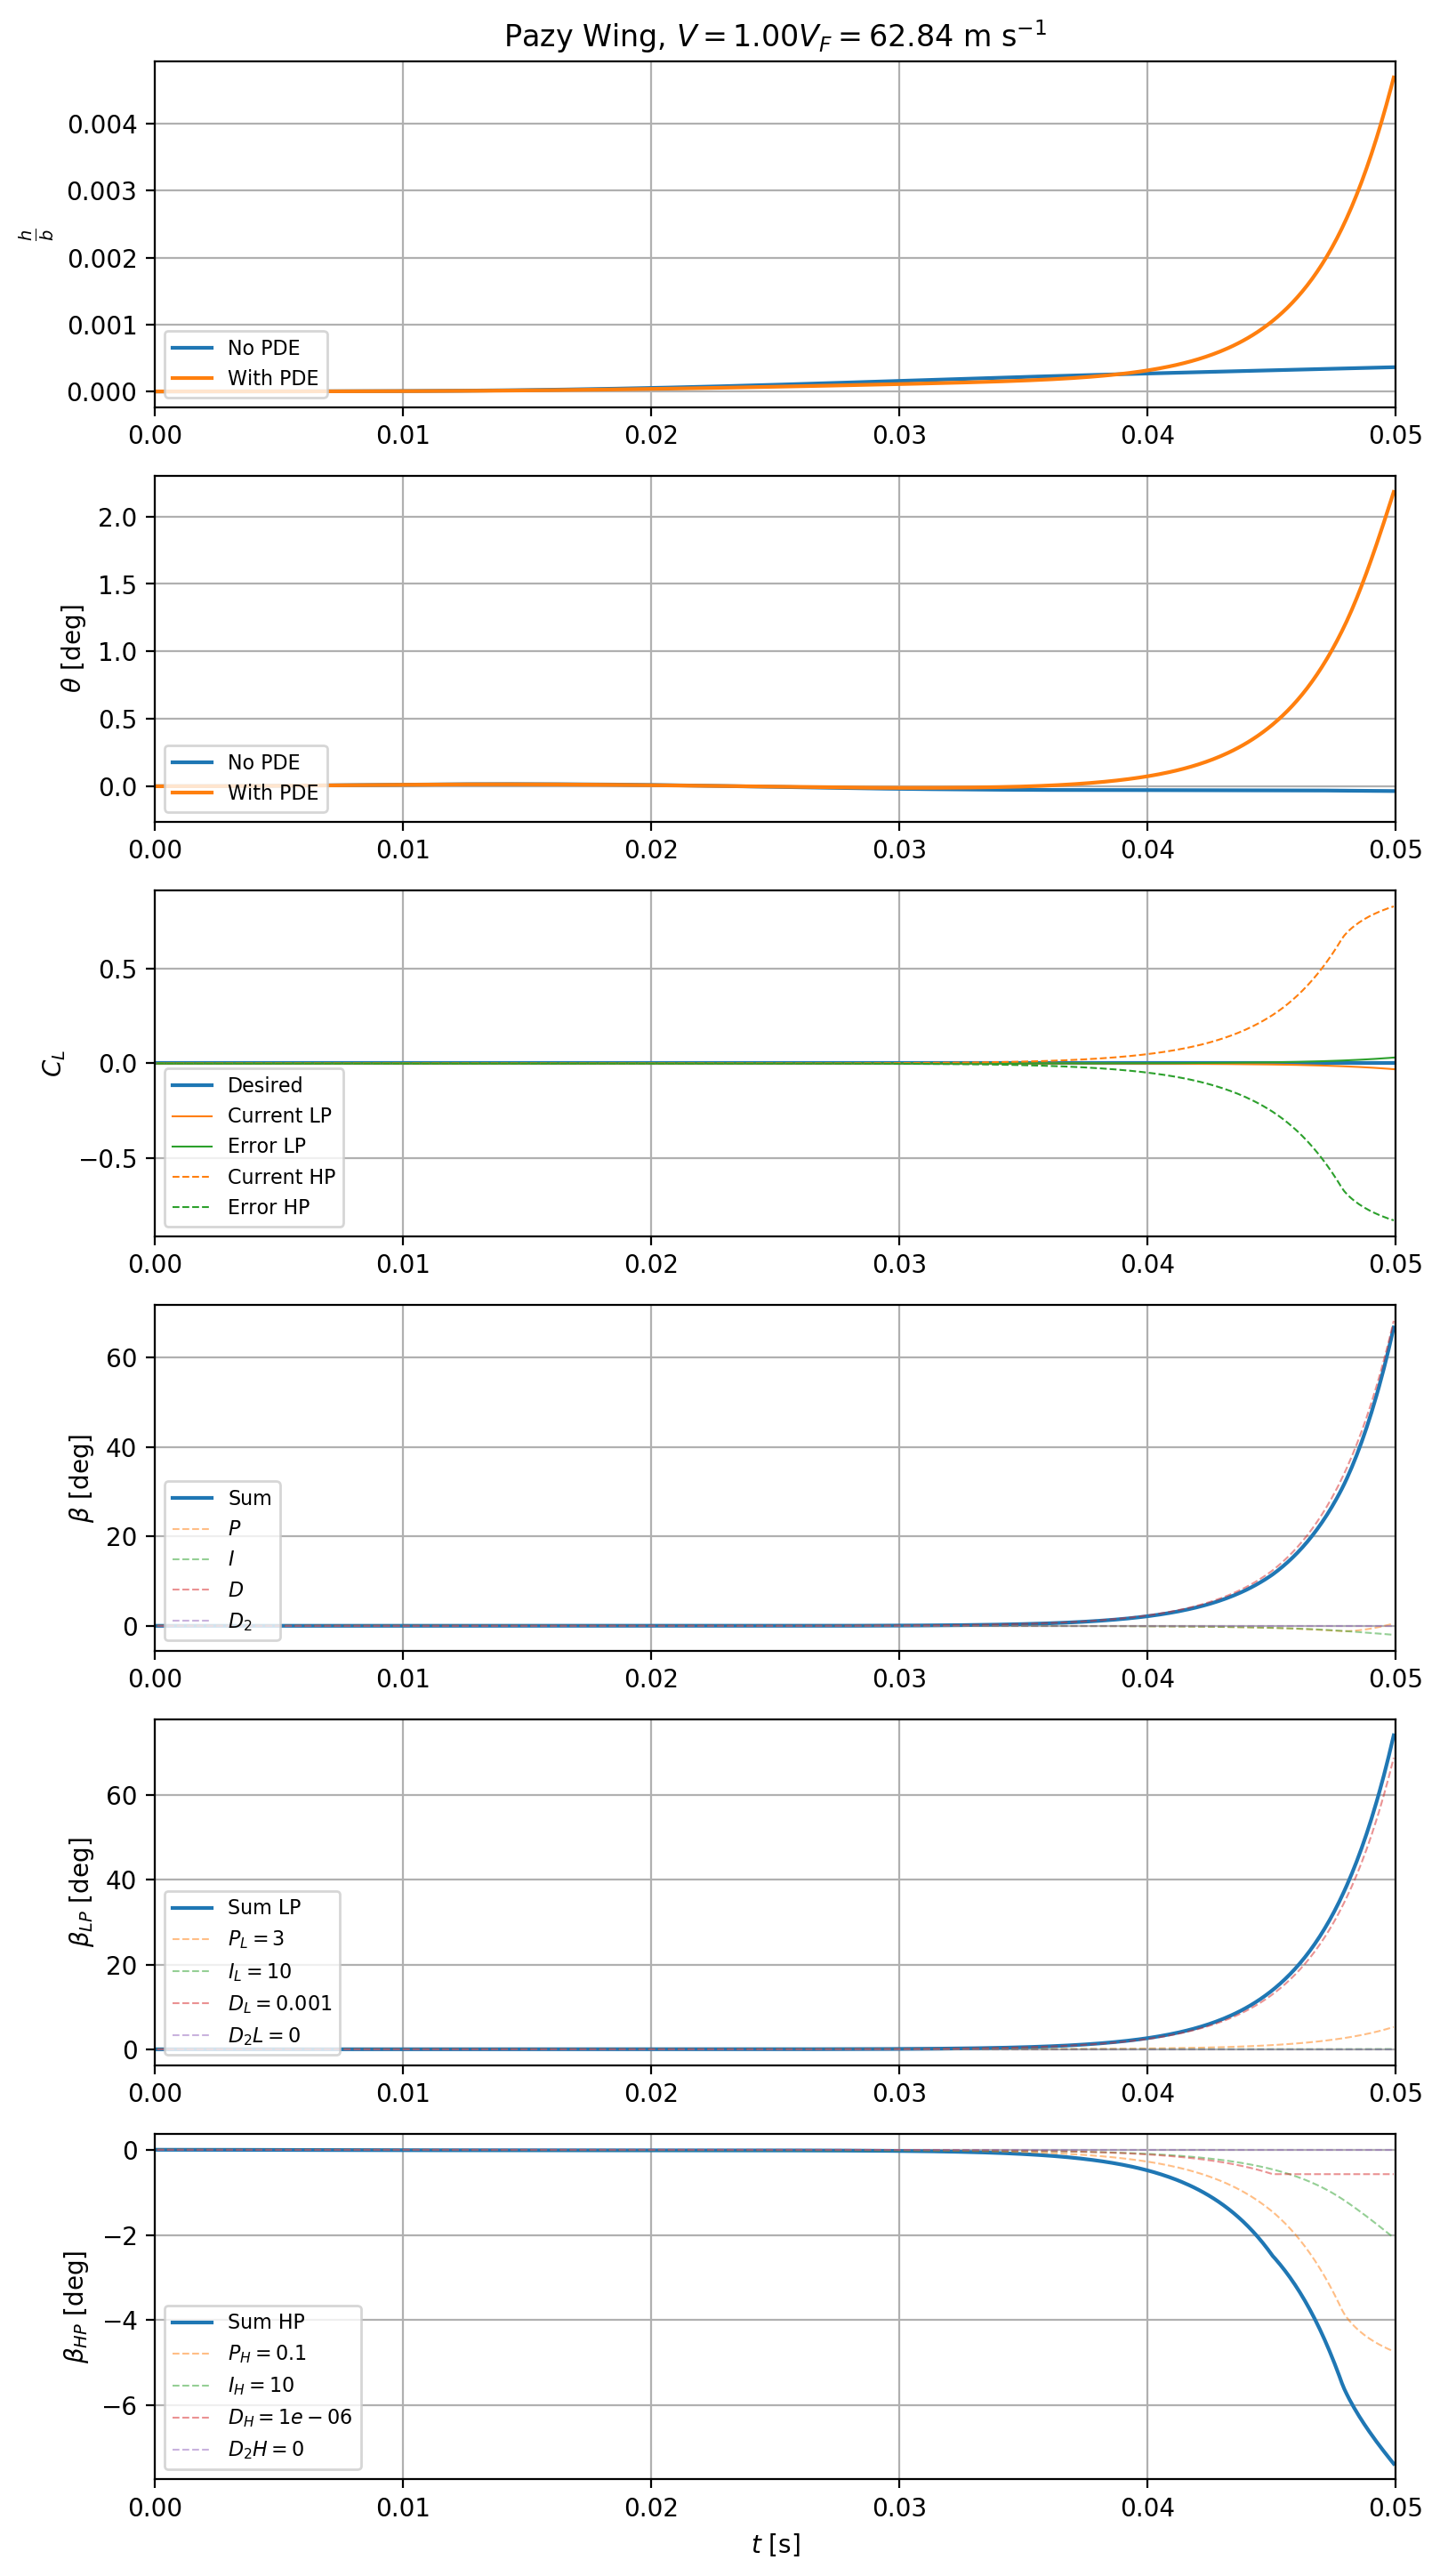 Pazy Wing, V = 1.00V_F = 62.84 m s⁻¹
h/b
0.004
0.003
0.002
0.001
0.000
No PDE
With PDE
0.00 0.01 0.02 0.03 0.04 0.05
θ [deg]
2.0
1.5
1.0
0.5
0.0
No PDE
With PDE
0.00 0.01 0.02 0.03 0.04 0.05
C_L
0.5
0.0
−0.5
Desired
Current LP
Error LP
Current HP
Error HP
0.00 0.01 0.02 0.03 0.04 0.05
β [deg]
60
40
20
0
Sum
P
I
D
D₂
0.00 0.01 0.02 0.03 0.04 0.05
β_LP [deg]
60
40
20
0
Sum LP
P_L = 3
I_L = 10
D_L = 0.001
D₂L = 0
0.00 0.01 0.02 0.03 0.04 0.05
β_HP [deg]
0
−2
−4
−6
Sum HP
P_H = 0.1
I_H = 10
D_H = 1e − 06
D₂H = 0
0.00 0.01 0.02 0.03 0.04 0.05
t [s]